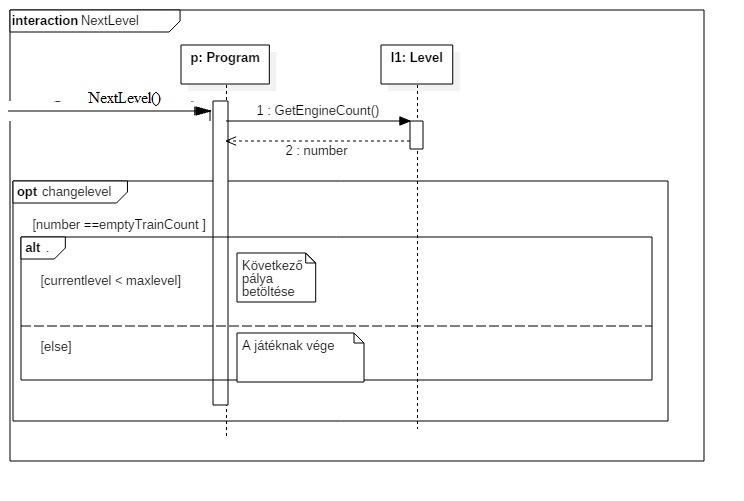 interaction NextLevel
p: Program
l1: Level
NextLevel()
1 : GetEngineCount()
2 : number
opt changelevel
[number ==emptyTrainCount ]
alt .
[currentlevel < maxlevel]
Következő
pálya
betöltése
[else]
A játéknak vége